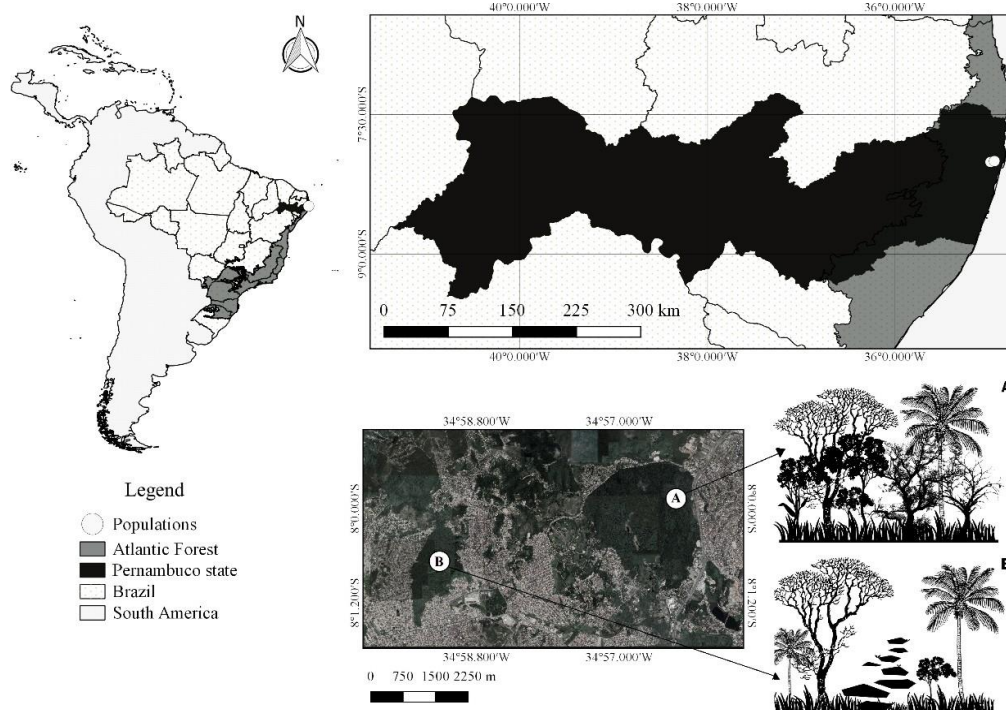 N
40°0.000'W 38°0.000'W 36°0.000'W
7°30.000'S
9°0.000'S
0 75 150 225 300 km
40°0.000'W 38°0.000'W 36°0.000'W
Legend
Populations
Atlantic Forest
Pernambuco state
Brazil
South America
34°58.800'W 34°57.000'W
8°0.000'S 8°0.000'S
8°1.200'S 8°1.200'S
A
B
34°58.800'W 34°57.000'W
0 750 1500 2250 m